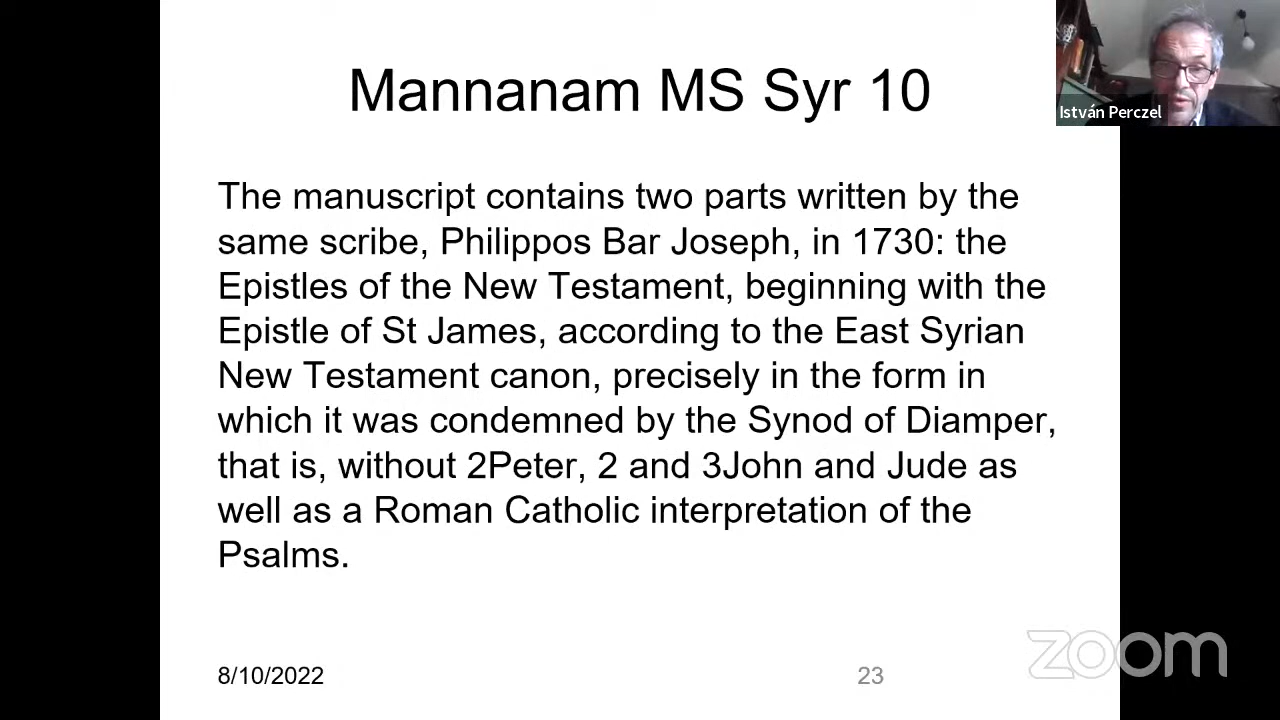 Mannanam MS Syr 10
István Perczel
The manuscript contains two parts written by the
same scribe, Philippos Bar Joseph, in 1730: the
Epistles of the New Testament, beginning with the
Epistle of St James, according to the East Syrian
New Testament canon, precisely in the form in
which it was condemned by the Synod of Diamper,
that is, without 2Peter, 2 and 3John and Jude as
well as a Roman Catholic interpretation of the
Psalms.
8/10/2022
23
zoom